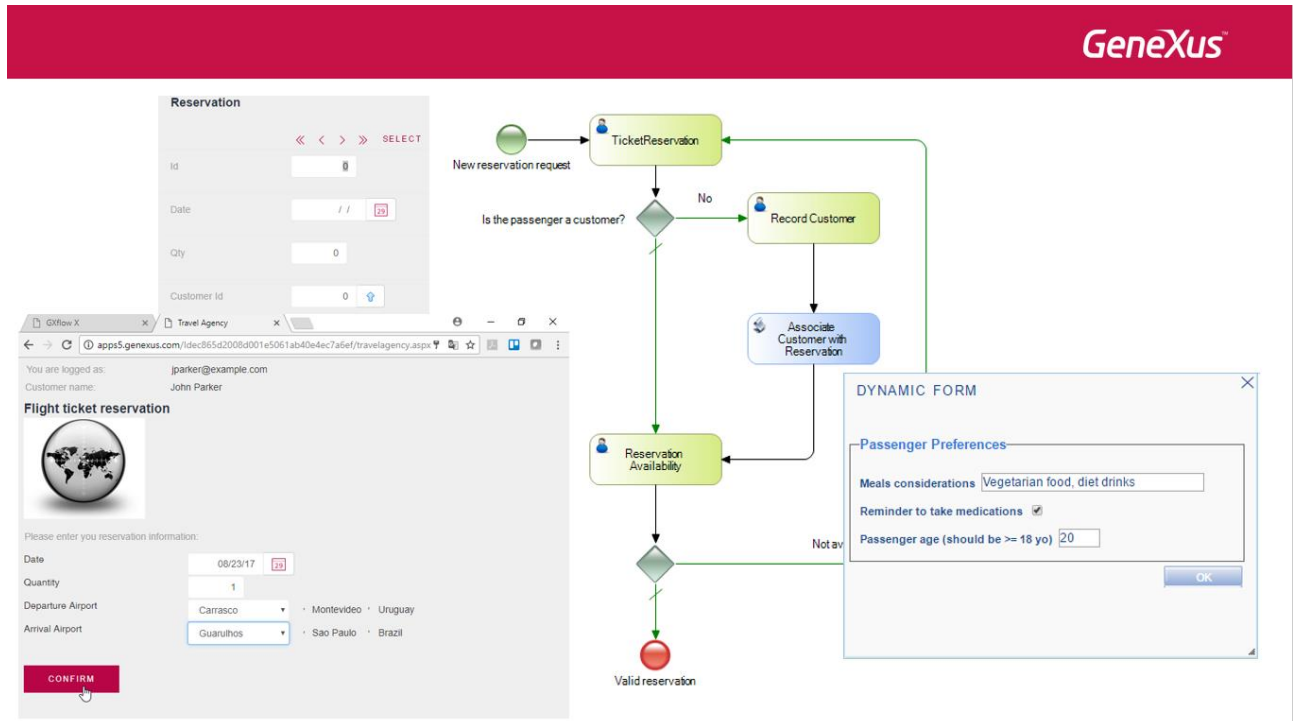 GeneXus™
Reservation
SELECT
Id 0
Date / / 29
Qty 0
Customer Id 0
New reservation request
TicketReservation
Is the passenger a customer?
No
Record Customer
Associate
Customer with
Reservation
Reservation
Availability
Not av
Valid reservation
GXflow X
Travel Agency
apps5.genexus.com/Idec865d2008d001e5061ab40e4ec7a6ef/travelagency.aspx
You are logged as: jparker@example.com
Customer name: John Parker
Flight ticket reservation
Please enter you reservation information:
Date 08/23/17 29
Quantity 1
Departure Airport Carrasco Montevideo Uruguay
Arrival Airport Guarulhos Sao Paulo Brazil
CONFIRM
DYNAMIC FORM
Passenger Preferences
Meals considerations Vegetarian food, diet drinks
Reminder to take medications
Passenger age (should be >= 18 yo) 20
OK